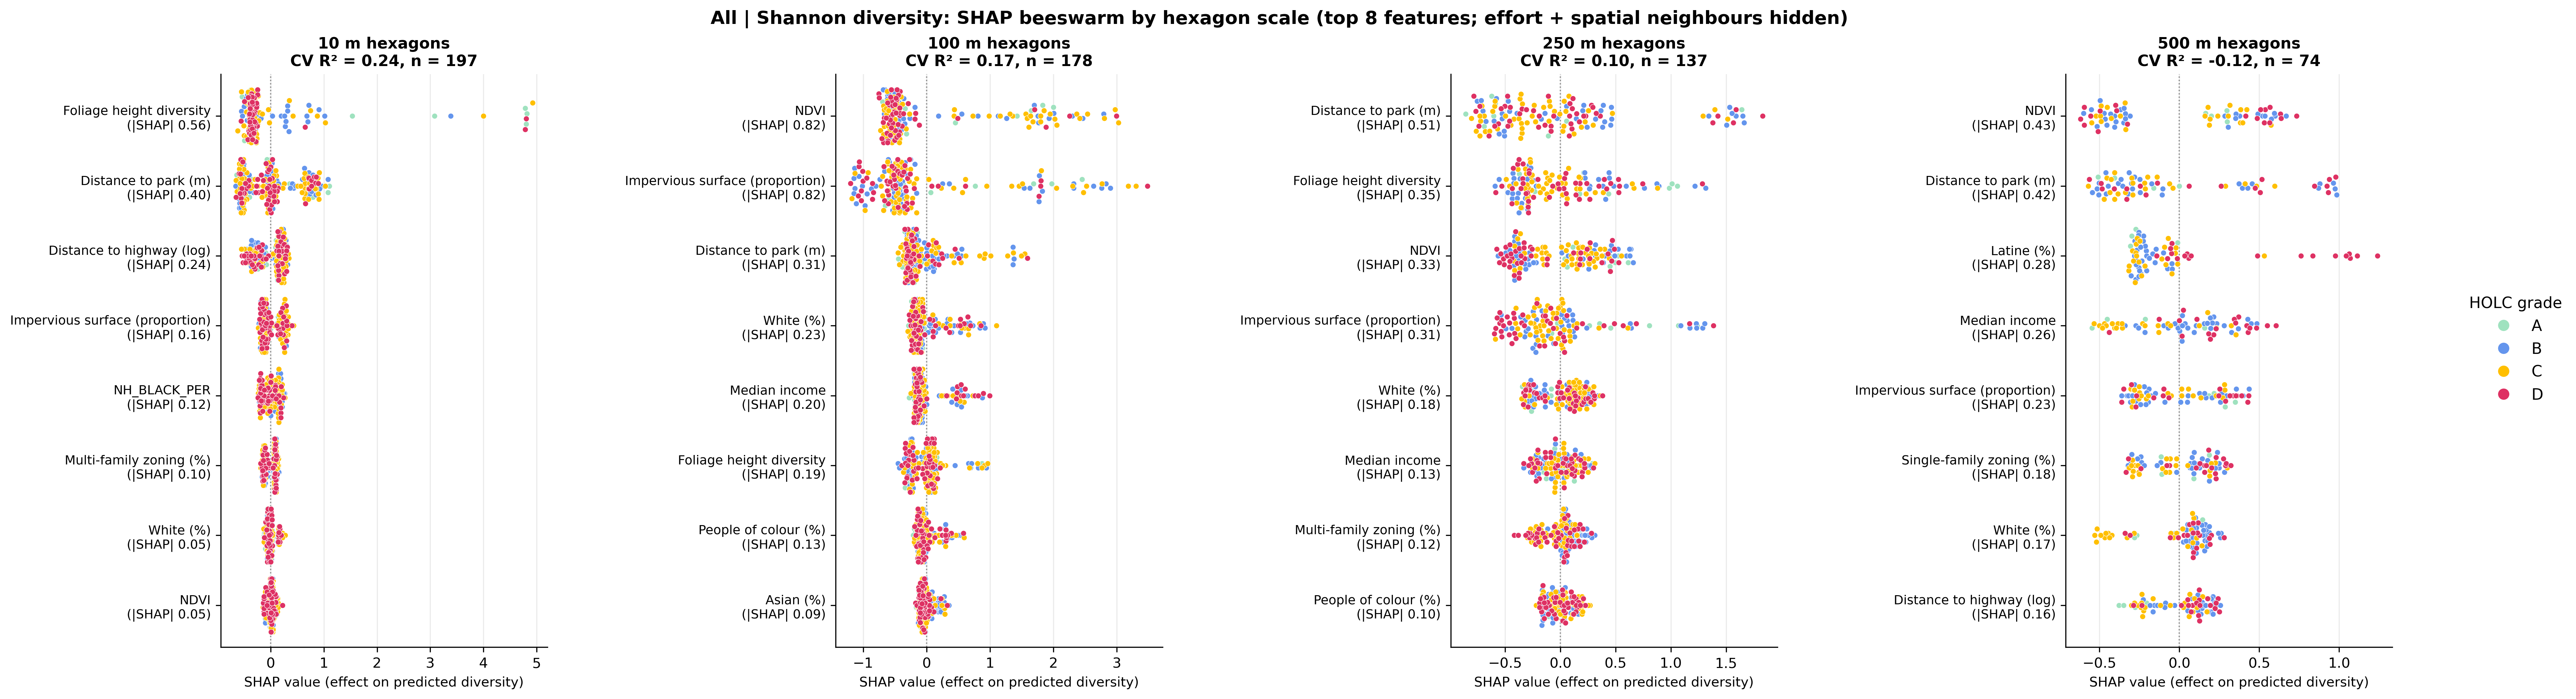 All | Shannon diversity: SHAP beeswarm by hexagon scale (top 8 features; effort + spatial neighbours hidden)
10 m hexagons
CV R² = 0.24, n = 197
Foliage height diversity
(|SHAP| 0.56)
Distance to park (m)
(|SHAP| 0.40)
Distance to highway (log)
(|SHAP| 0.24)
Impervious surface (proportion)
(|SHAP| 0.16)
NH_BLACK_PER
(|SHAP| 0.12)
Multi-family zoning (%)
(|SHAP| 0.10)
White (%)
(|SHAP| 0.05)
NDVI
(|SHAP| 0.05)
0 1 2 3 4 5
SHAP value (effect on predicted diversity)
100 m hexagons
CV R² = 0.17, n = 178
NDVI
(|SHAP| 0.82)
Impervious surface (proportion)
(|SHAP| 0.82)
Distance to park (m)
(|SHAP| 0.31)
White (%)
(|SHAP| 0.23)
Median income
(|SHAP| 0.20)
Foliage height diversity
(|SHAP| 0.19)
People of colour (%)
(|SHAP| 0.13)
Asian (%)
(|SHAP| 0.09)
−1 0 1 2 3
SHAP value (effect on predicted diversity)
250 m hexagons
CV R² = 0.10, n = 137
Distance to park (m)
(|SHAP| 0.51)
Foliage height diversity
(|SHAP| 0.35)
NDVI
(|SHAP| 0.33)
Impervious surface (proportion)
(|SHAP| 0.31)
White (%)
(|SHAP| 0.18)
Median income
(|SHAP| 0.13)
Multi-family zoning (%)
(|SHAP| 0.12)
People of colour (%)
(|SHAP| 0.10)
−0.5 0.0 0.5 1.0 1.5
SHAP value (effect on predicted diversity)
500 m hexagons
CV R² = -0.12, n = 74
NDVI
(|SHAP| 0.43)
Distance to park (m)
(|SHAP| 0.42)
Latine (%)
(|SHAP| 0.28)
Median income
(|SHAP| 0.26)
Impervious surface (proportion)
(|SHAP| 0.23)
Single-family zoning (%)
(|SHAP| 0.18)
White (%)
(|SHAP| 0.17)
Distance to highway (log)
(|SHAP| 0.16)
−0.5 0.0 0.5 1.0
SHAP value (effect on predicted diversity)
HOLC grade
A
B
C
D